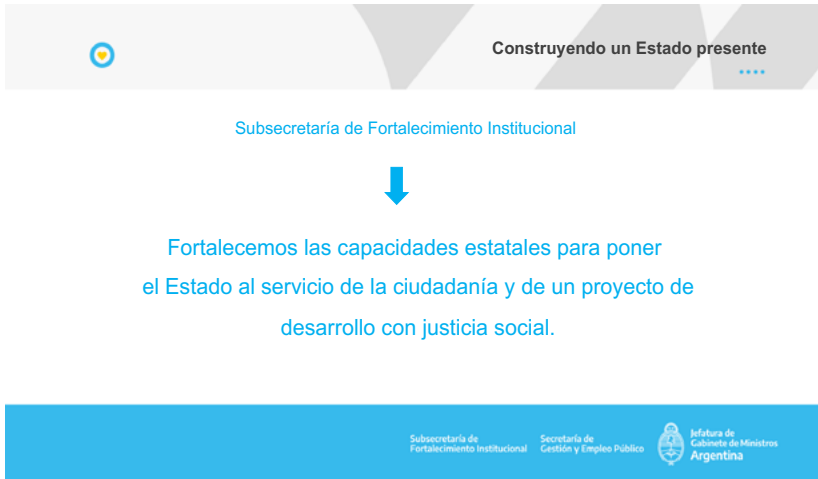 Construyendo un Estado presente
Subsecretaría de Fortalecimiento Institucional
Fortalecemos las capacidades estatales para poner
el Estado al servicio de la ciudadanía y de un proyecto de
desarrollo con justicia social.
Subsecretaría de
Fortalecimiento Institucional
Secretaría de
Gestión y Empleo Público
Jefatura de
Gabinete de Ministros
Argentina